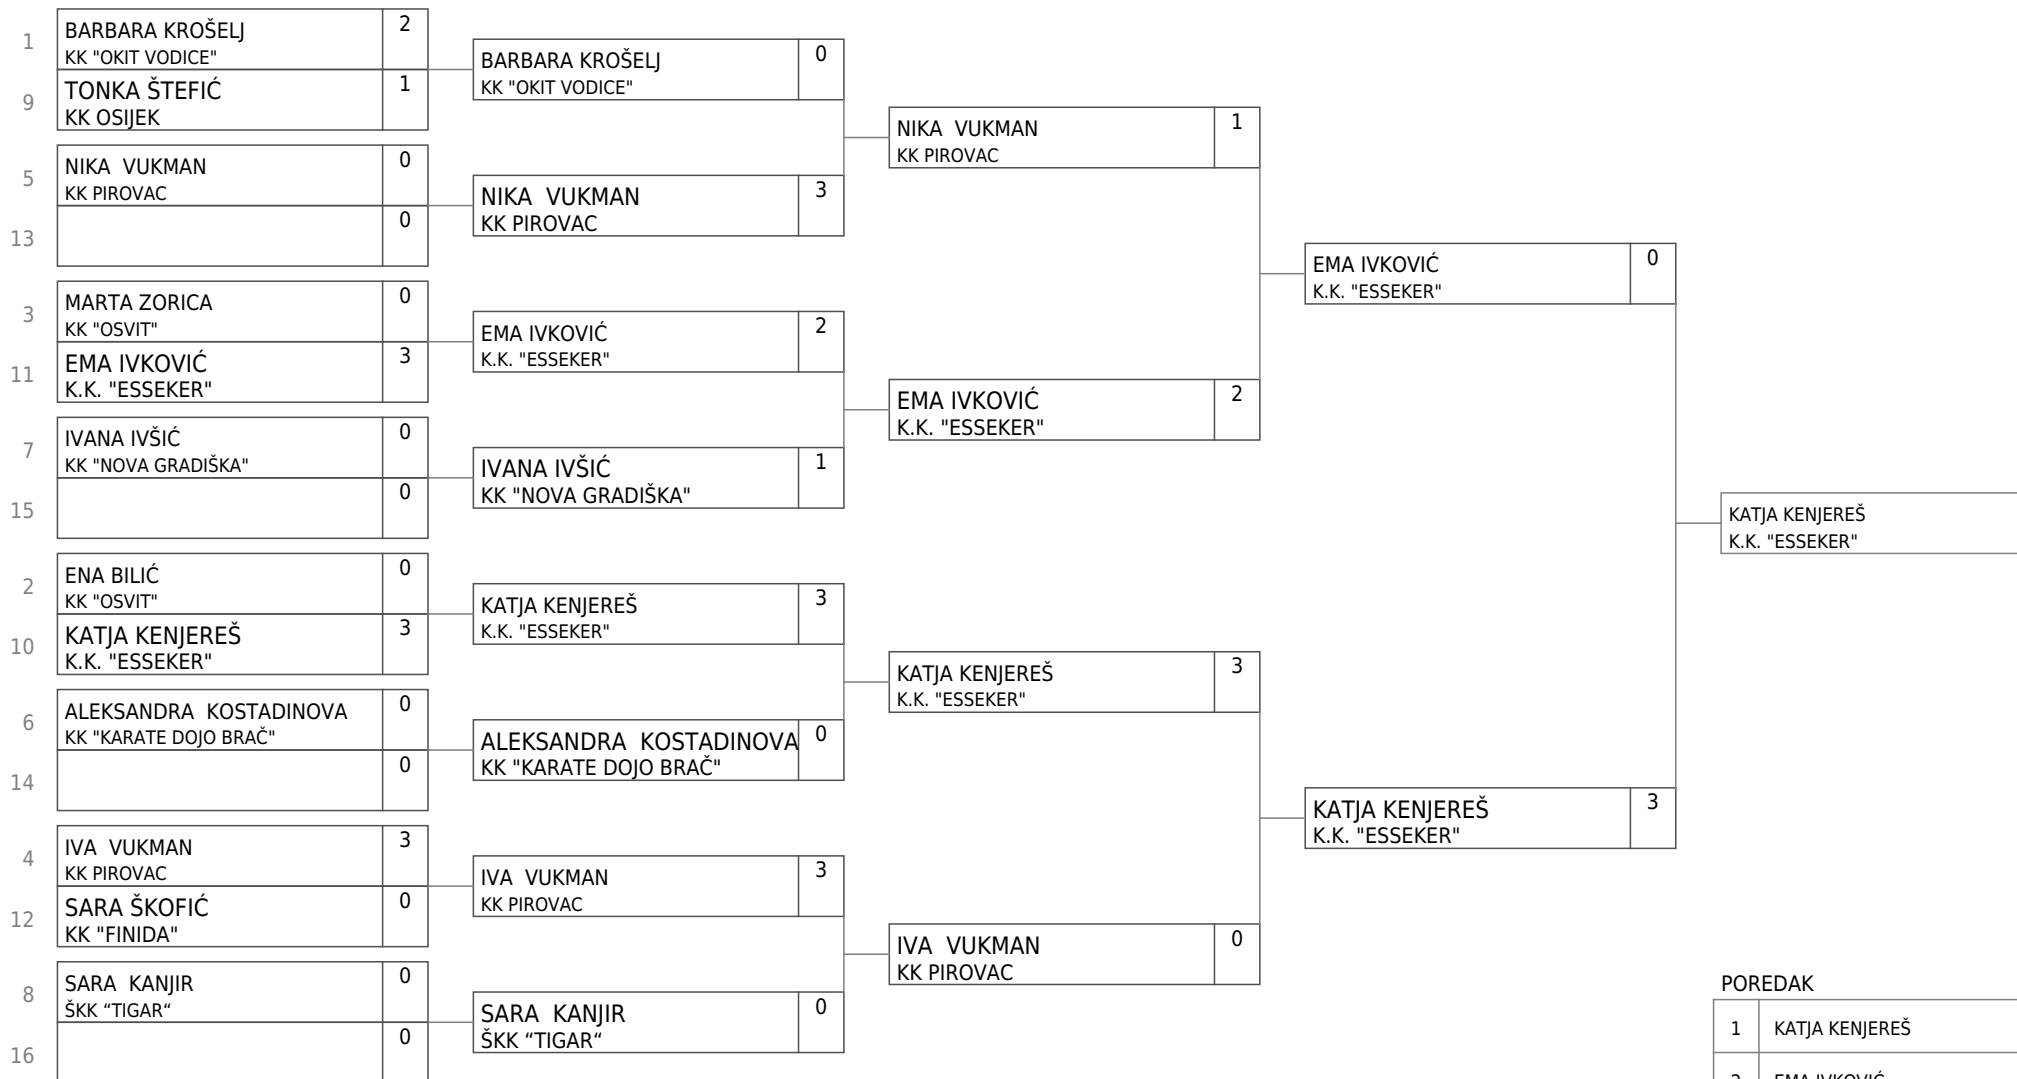 1
BARBARA KROŠELJ
KK "OKIT VODICE"
2
9
TONKA ŠTEFIĆ
KK OSIJEK
1
5
NIKA VUKMAN
KK PIROVAC
0
13
0
3
MARTA ZORICA
KK "OSVIT"
0
11
EMA IVKOVIĆ
K.K. "ESSEKER"
3
7
IVANA IVŠIĆ
KK "NOVA GRADIŠKA"
0
15
0
2
ENA BILIĆ
KK "OSVIT"
0
10
KATJA KENJEREŠ
K.K. "ESSEKER"
3
6
ALEKSANDRA KOSTADINOVA
KK "KARATE DOJO BRAČ"
0
14
0
4
IVA VUKMAN
KK PIROVAC
3
12
SARA ŠKOFIĆ
KK "FINIDA"
0
8
SARA KANJIR
ŠKK “TIGAR“
0
16
0
BARBARA KROŠELJ
KK "OKIT VODICE"
0
NIKA VUKMAN
KK PIROVAC
3
EMA IVKOVIĆ
K.K. "ESSEKER"
2
IVANA IVŠIĆ
KK "NOVA GRADIŠKA"
1
KATJA KENJEREŠ
K.K. "ESSEKER"
3
ALEKSANDRA KOSTADINOVA
KK "KARATE DOJO BRAČ"
0
IVA VUKMAN
KK PIROVAC
3
SARA KANJIR
ŠKK “TIGAR“
0
NIKA VUKMAN
KK PIROVAC
1
EMA IVKOVIĆ
K.K. "ESSEKER"
2
KATJA KENJEREŠ
K.K. "ESSEKER"
3
IVA VUKMAN
KK PIROVAC
0
EMA IVKOVIĆ
K.K. "ESSEKER"
0
KATJA KENJEREŠ
K.K. "ESSEKER"
3
KATJA KENJEREŠ
K.K. "ESSEKER"
POREDAK
1 KATJA KENJEREŠ
2 EMA IVKOVIĆ